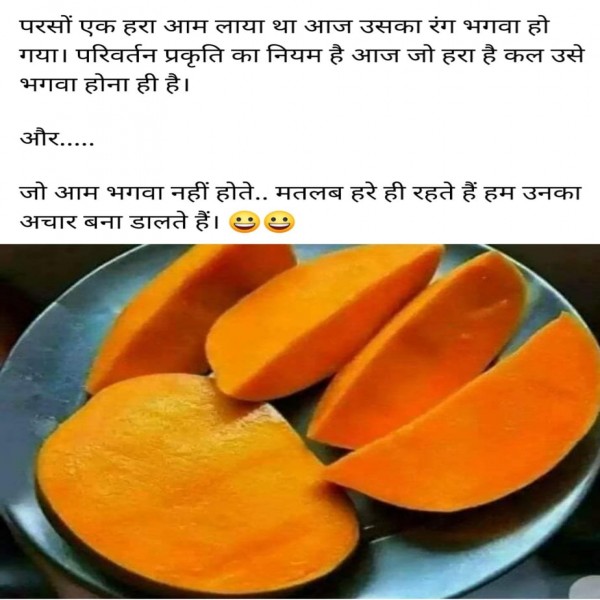 परसों एक हरा आम लाया था आज उसका रंग भगवा हो
गया। परिवर्तन प्रकृति का नियम है आज जो हरा है कल उसे
भगवा होना ही है।
और.....
जो आम भगवा नहीं होते.. मतलब हरे ही रहते हैं हम उनका
अचार बना डालते हैं। 😀😀